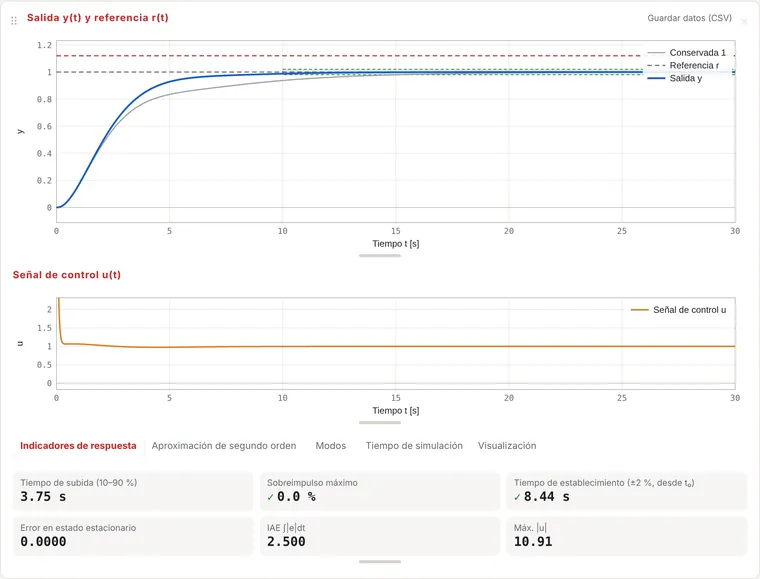 Salida y(t) y referencia r(t)
Guardar datos (CSV)
1.2
1
0.8
0.6
0.4
0.2
0
y
Conservada 1
Referencia r
Salida y
0 5 10 15 20 25 30
Tiempo t [s]
Señal de control u(t)
2
1.5
1
0.5
0
u
Señal de control u
0 5 10 15 20 25 30
Tiempo t [s]
Indicadores de respuesta Aproximación de segundo orden Modos Tiempo de simulación Visualización
Tiempo de subida (10–90 %)
3.75 s
Sobreimpulso máximo
✓ 0.0 %
Tiempo de establecimiento (±2 %, desde t₀)
✓ 8.44 s
Error en estado estacionario
0.0000
IAE ∫|e|dt
2.500
Máx. |u|
10.91